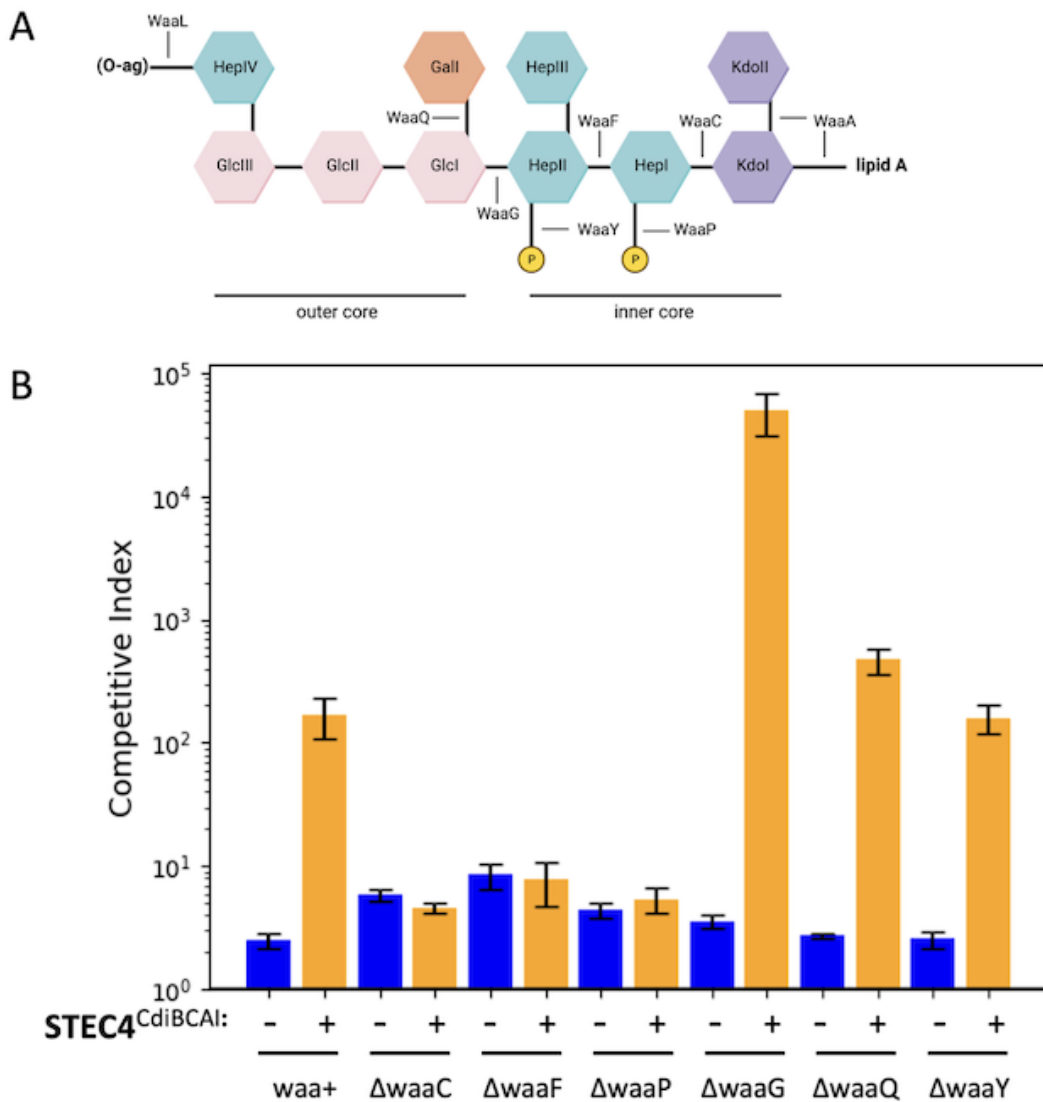 A
WaaL
(O-ag) HepIV GalI HepIII KdoII
WaaQ WaaF WaaC WaaA
GlcIII GlcII GlcI HepII HepI KdoI lipid A
WaaG WaaY WaaP
P P
outer core inner core
B
Competitive Index
10⁵
10⁴
10³
10²
10¹
10⁰
STEC4CdiBCAI: - + - + - + - + - + - + - +
waa+ ΔwaaC ΔwaaF ΔwaaP ΔwaaG ΔwaaQ ΔwaaY